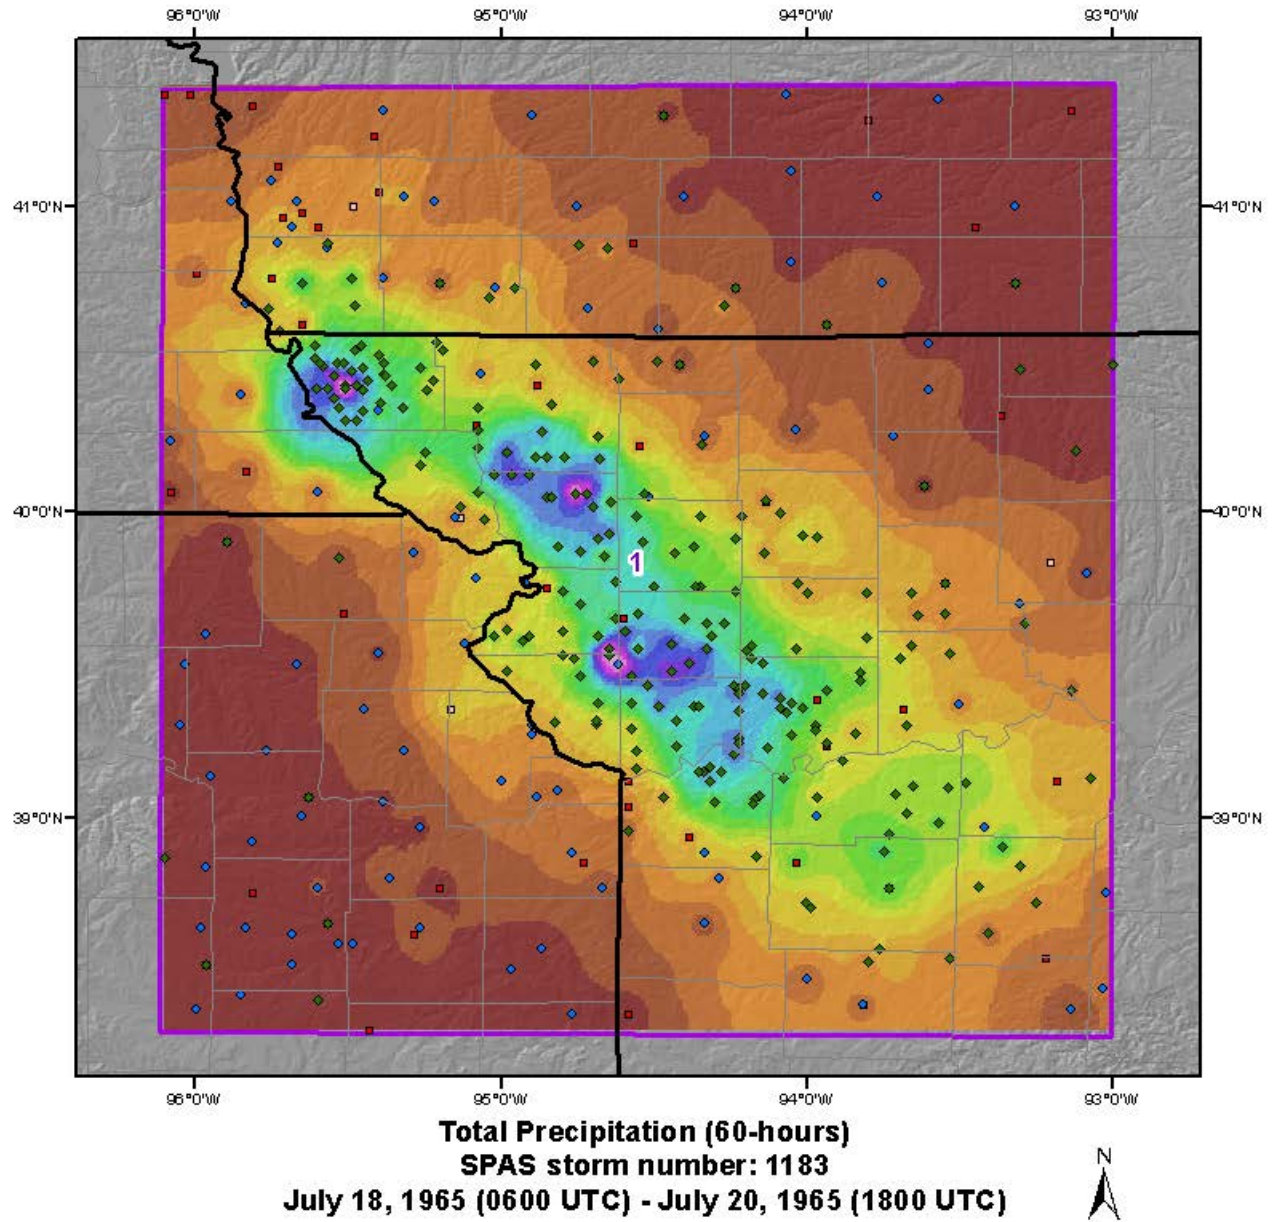 96°0'W 95°0'W 94°0'W 93°0'W
41°0'N 41°0'N
40°0'N 40°0'N
1
39°0'N 39°0'N
96°0'W 95°0'W 94°0'W 93°0'W
Total Precipitation (60-hours)
SPAS storm number: 1183
July 18, 1965 (0600 UTC) - July 20, 1965 (1800 UTC)
N